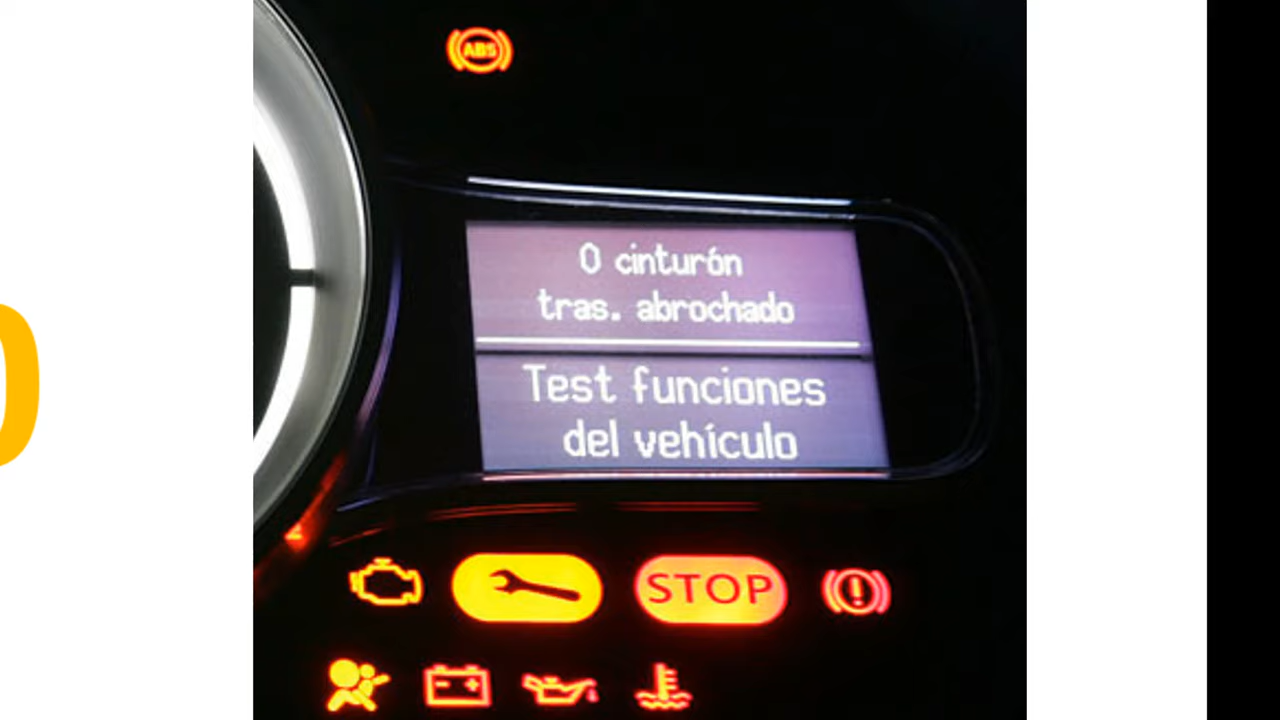 ABS
0 cinturón
tras. abrochado
Test funciones
del vehículo
STOP